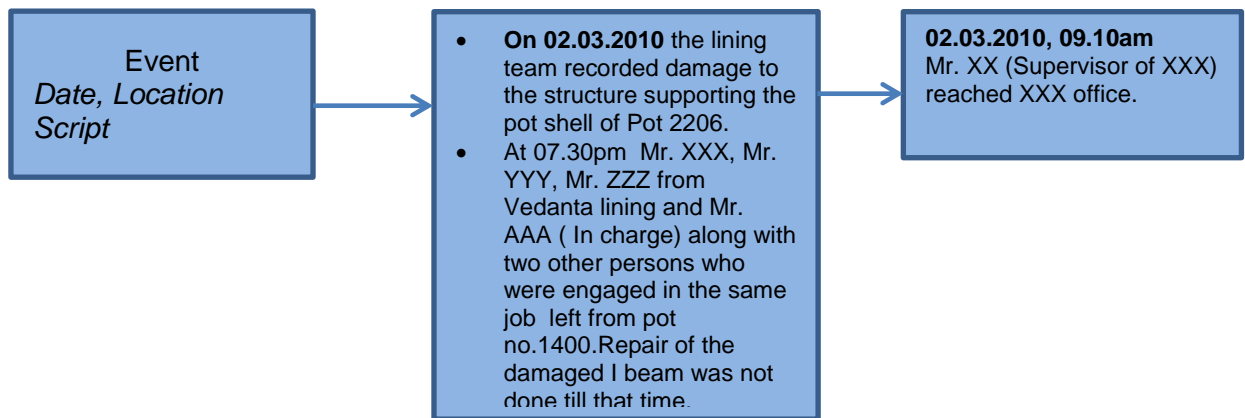 Event
Date, Location
Script
• On 02.03.2010 the lining
team recorded damage to
the structure supporting the
pot shell of Pot 2206.
• At 07.30pm Mr. XXX, Mr.
YYY, Mr. ZZZ from
Vedanta lining and Mr.
AAA ( In charge) along with
two other persons who
were engaged in the same
job left from pot
no.1400.Repair of the
damaged I beam was not
done till that time.
02.03.2010, 09.10am
Mr. XX (Supervisor of XXX)
reached XXX office.